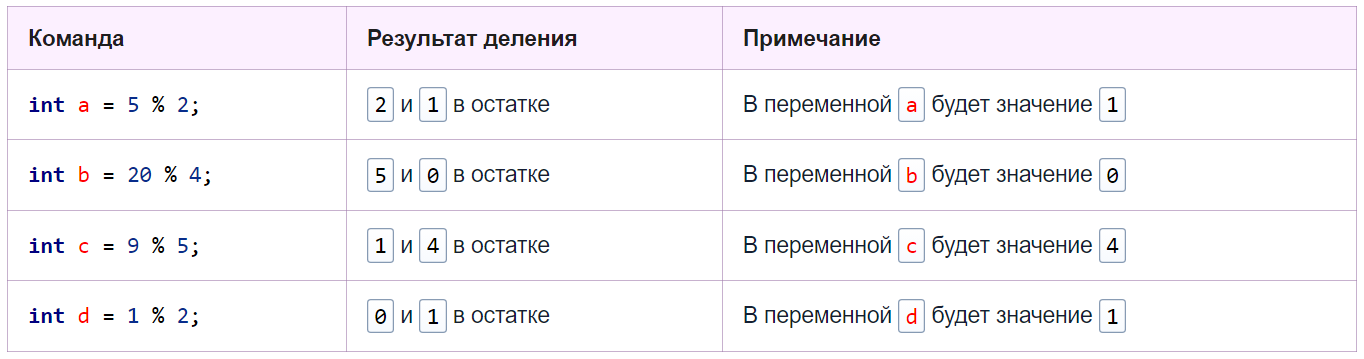 Команда Результат деления Примечание
int a = 5 % 2; 2 и 1 в остатке В переменной a будет значение 1
int b = 20 % 4; 5 и 0 в остатке В переменной b будет значение 0
int c = 9 % 5; 1 и 4 в остатке В переменной c будет значение 4
int d = 1 % 2; 0 и 1 в остатке В переменной d будет значение 1